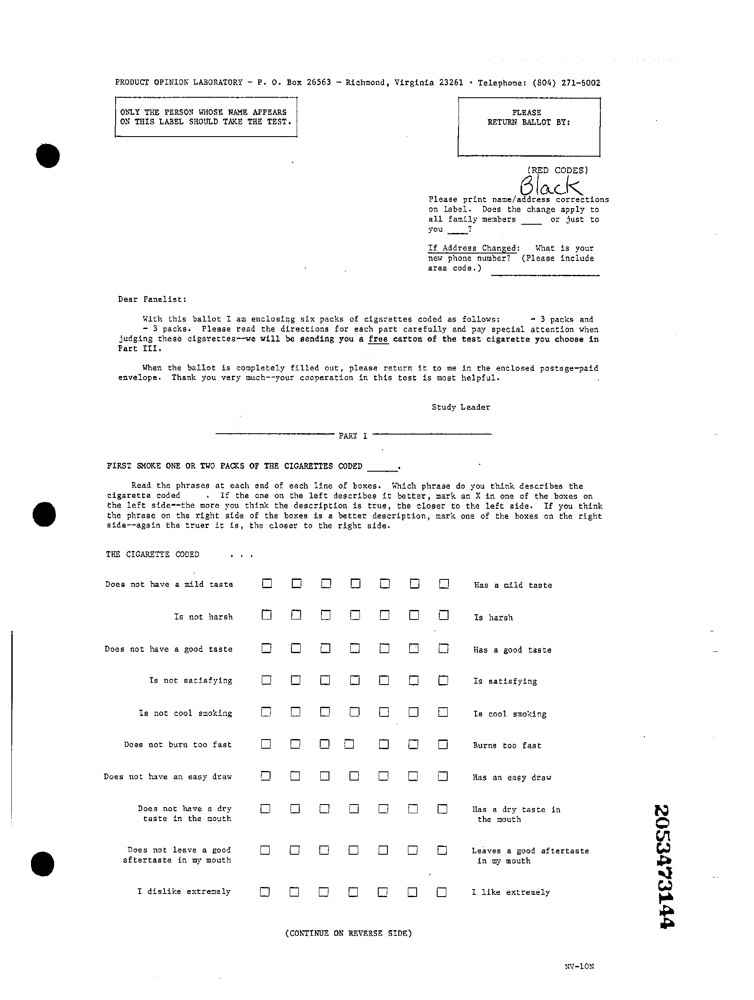 PRODUCT OPINION LABORATORY - P. O. Box 26563 - Richmond, Virginia 23261 · Telephone: (804) 271-5002
ONLY THE PERSON WHOSE NAME APPEARS
ON THIS LABEL SHOULD TAKE THE TEST.
PLEASE
RETURN BALLOT BY:
(RED CODES)
Black
Please print name/address corrections
on label. Does the change apply to
all family members ____ or just to
you ____?
If Address Changed: What is your
new phone number? (Please include
area code.) ____
Dear Panelist:
With this ballot I am enclosing six packs of cigarettes coded as follows: - 3 packs and
- 3 packs. Please read the directions for each part carefully and pay special attention when
judging these cigarettes--we will be sending you a free carton of the test cigarette you choose in
Part III.
When the ballot is completely filled out, please return it to me in the enclosed postage-paid
envelope. Thank you very much--your cooperation in this test is most helpful.
Study Leader
PART I
FIRST SMOKE ONE OR TWO PACKS OF THE CIGARETTES CODED ____.
Read the phrases at each end of each line of boxes. Which phrase do you think describes the
cigarette coded . If the one on the left describes it better, mark an X in one of the boxes on
the left side--the more you think the description is true, the closer to the left side. If you think
the phrase on the right side of the boxes is a better description, mark one of the boxes on the right
side--again the truer it is, the closer to the right side.
THE CIGARETTE CODED . . .
Does not have a mild taste Has a mild taste
Is not harsh Is harsh
Does not have a good taste Has a good taste
Is not satisfying Is satisfying
Is not cool smoking Is cool smoking
Does not burn too fast Burns too fast
Does not have an easy draw Has an easy draw
Does not have a dry Has a dry taste in
taste in the mouth the mouth
Does not leave a good Leaves a good aftertaste
aftertaste in my mouth in my mouth
I dislike extremely I like extremely
(CONTINUE ON REVERSE SIDE)
NV-10N
2053473144